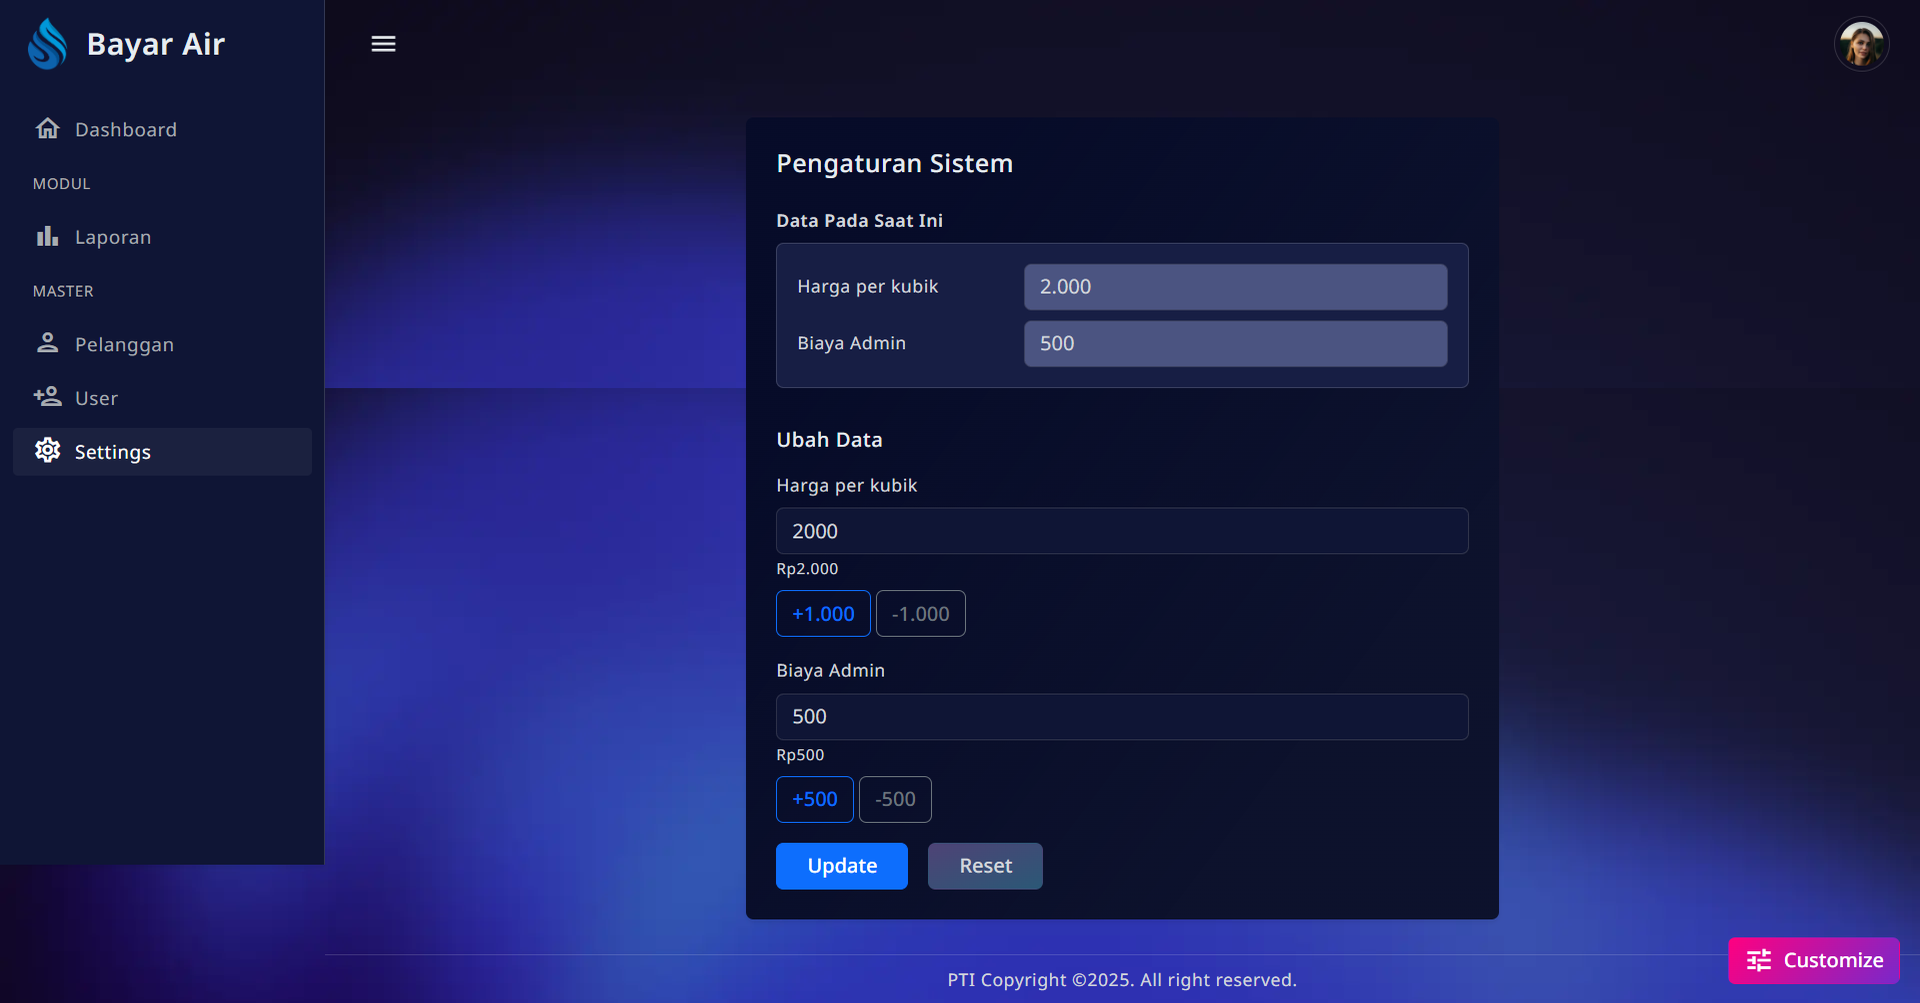 Bayar Air
Dashboard
MODUL
Laporan
MASTER
Pelanggan
User
Settings
Pengaturan Sistem
Data Pada Saat Ini
Harga per kubik
2.000
Biaya Admin
500
Ubah Data
Harga per kubik
2000
Rp2.000
+1.000 -1.000
Biaya Admin
500
Rp500
+500 -500
Update Reset
PTI Copyright ©2025. All right reserved.
Customize